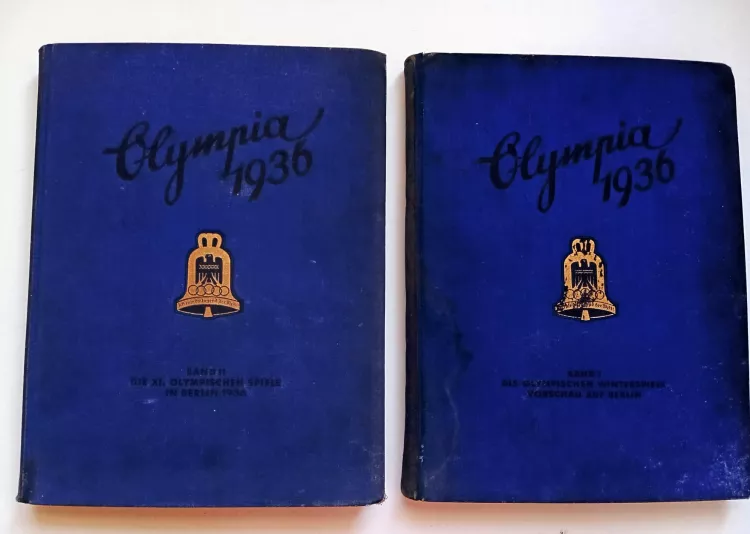 Olympia
1936
BAND II
DIE XI. OLYMPISCHEN SPIELE
IN BERLIN 1936
Olympia
1936
BAND I
DIE OLYMPISCHEN WINTERSPIELE
VORSCHAU AUF BERLIN